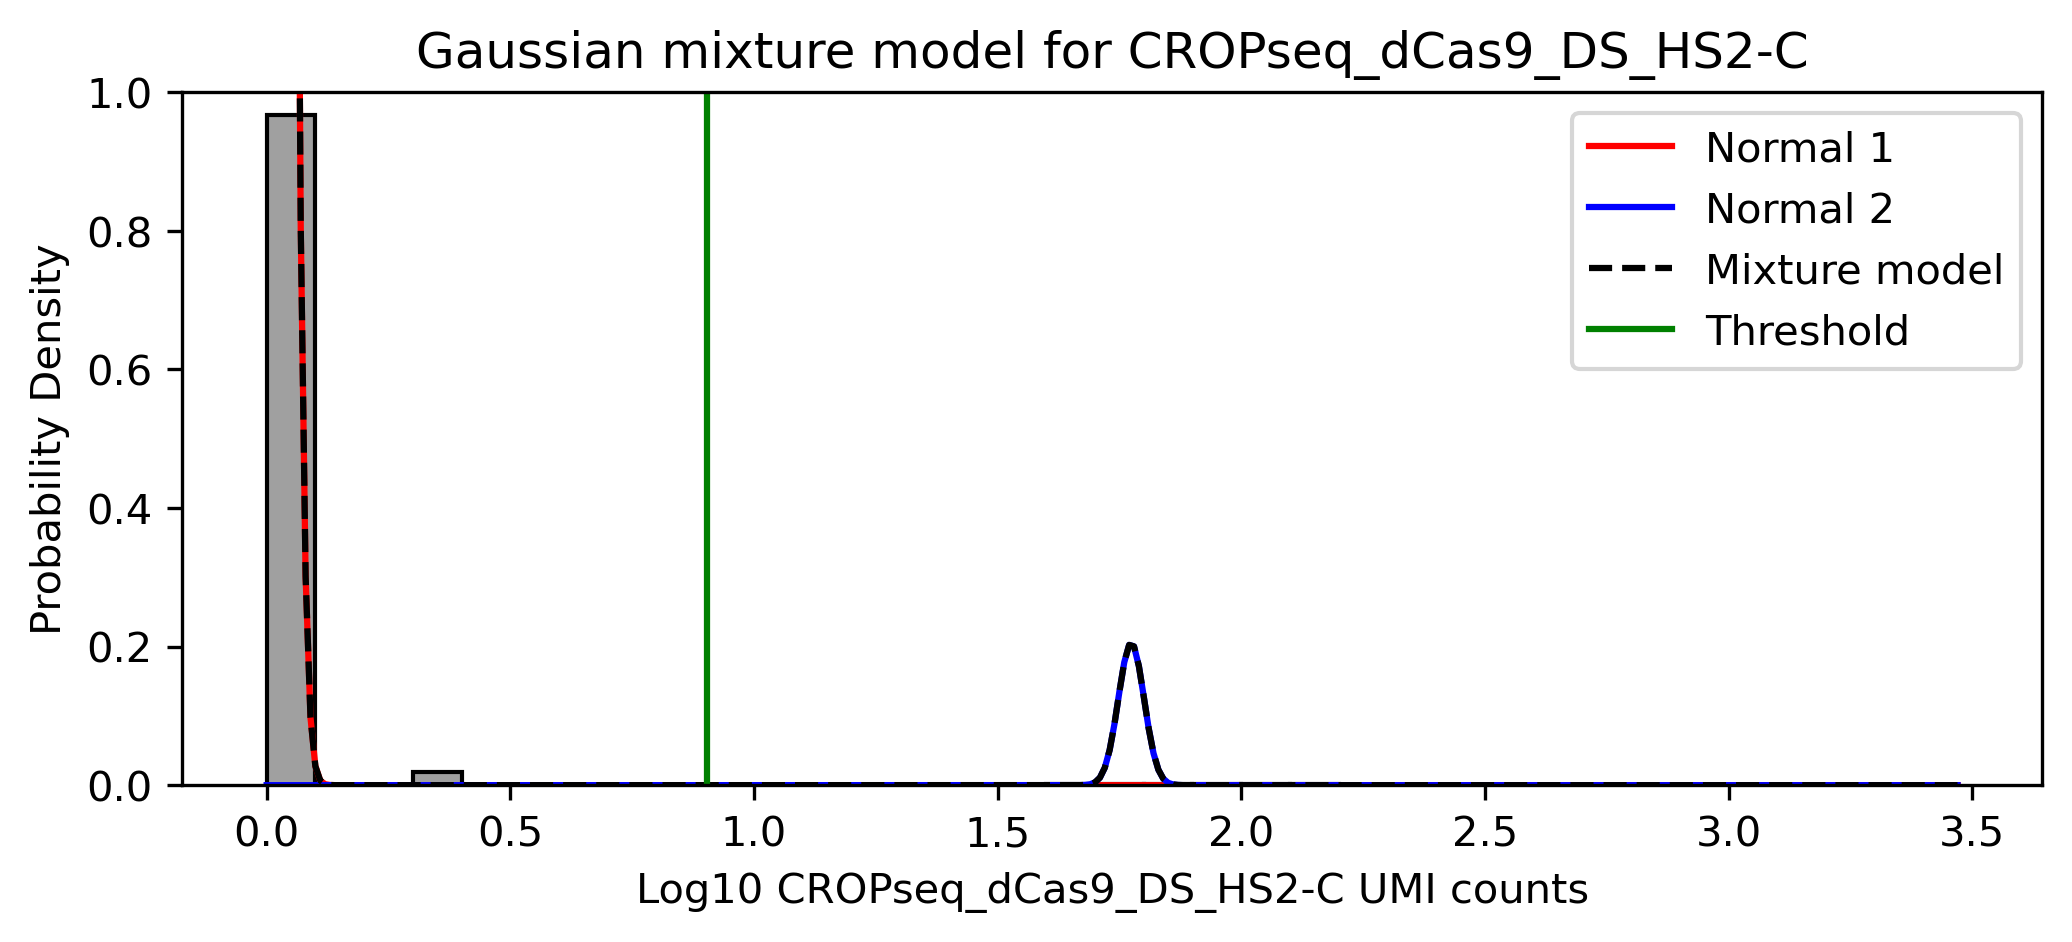 Gaussian mixture model for CROPseq_dCas9_DS_HS2-C
1.0
0.8
0.6
0.4
0.2
0.0
Probability Density
Normal 1
Normal 2
Mixture model
Threshold
0.0 0.5 1.0 1.5 2.0 2.5 3.0 3.5
Log10 CROPseq_dCas9_DS_HS2-C UMI counts